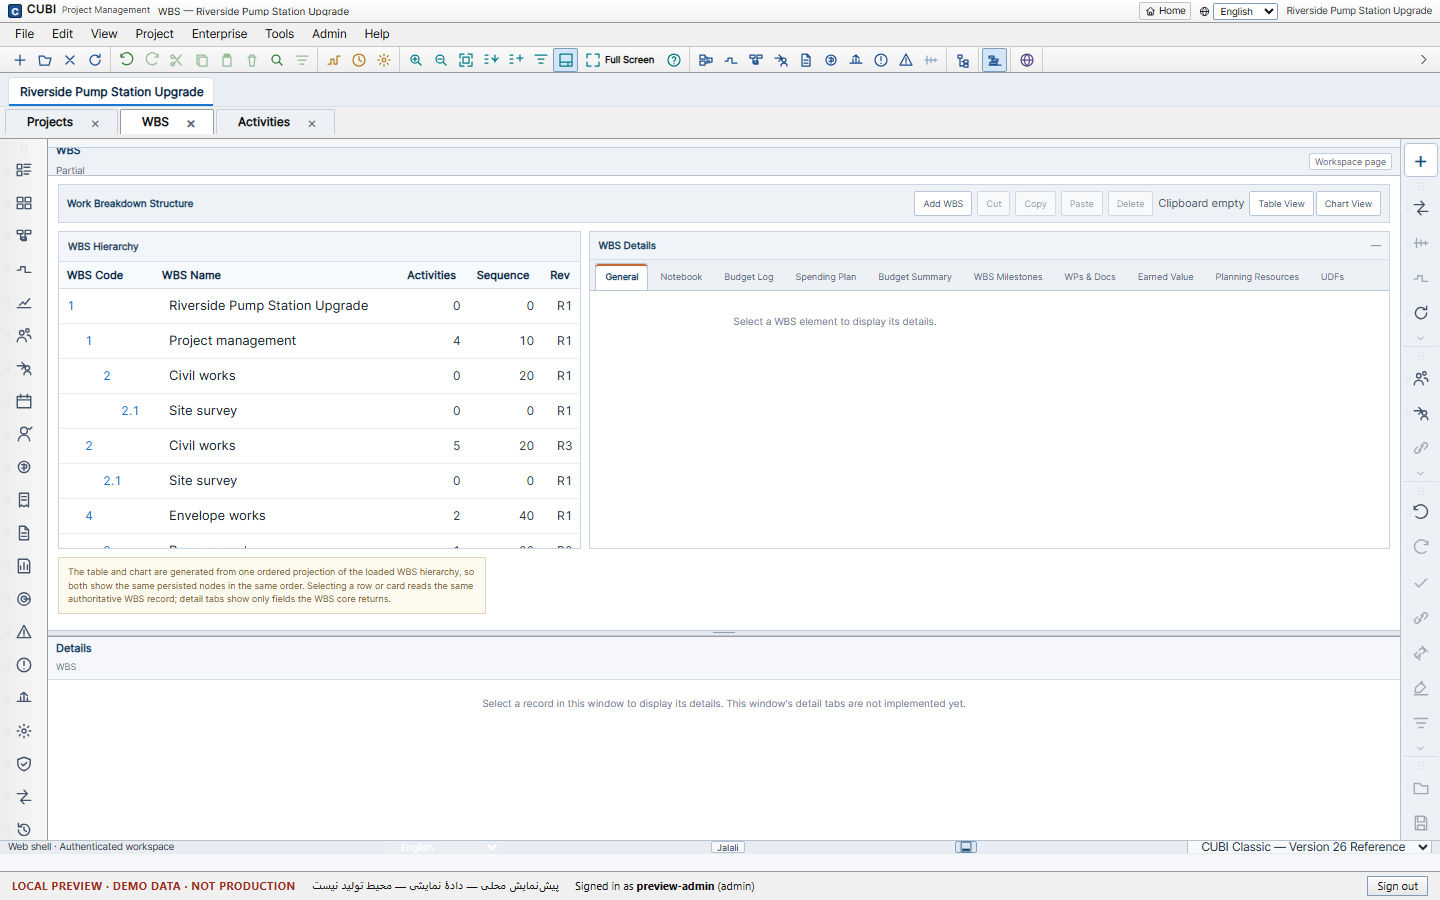 CUBI Project Management WBS — Riverside Pump Station Upgrade
Home English Riverside Pump Station Upgrade
File Edit View Project Enterprise Tools Admin Help
Full Screen
Riverside Pump Station Upgrade
Projects × WBS × Activities ×
WBS
Partial
Workspace page
Work Breakdown Structure
Add WBS Cut Copy Paste Delete Clipboard empty Table View Chart View
WBS Hierarchy
WBS Code WBS Name Activities Sequence Rev
1 Riverside Pump Station Upgrade 0 0 R1
1 Project management 4 10 R1
2 Civil works 0 20 R1
2.1 Site survey 0 0 R1
2 Civil works 5 20 R3
2.1 Site survey 0 0 R1
4 Envelope works 2 40 R1
WBS Details
General Notebook Budget Log Spending Plan Budget Summary WBS Milestones WPs & Docs Earned Value Planning Resources UDFs
Select a WBS element to display its details.
The table and chart are generated from one ordered projection of the loaded WBS hierarchy, so
both show the same persisted nodes in the same order. Selecting a row or card reads the same
authoritative WBS record; detail tabs show only fields the WBS core returns.
Details
WBS
Select a record in this window to display its details. This window's detail tabs are not implemented yet.
Web shell · Authenticated workspace English Jalali CUBI Classic — Version 26 Reference
LOCAL PREVIEW · DEMO DATA · NOT PRODUCTION پیش‌نمایش محلی — دادهٔ نمایشی — محیط تولید نیست Signed in as preview-admin (admin) Sign out